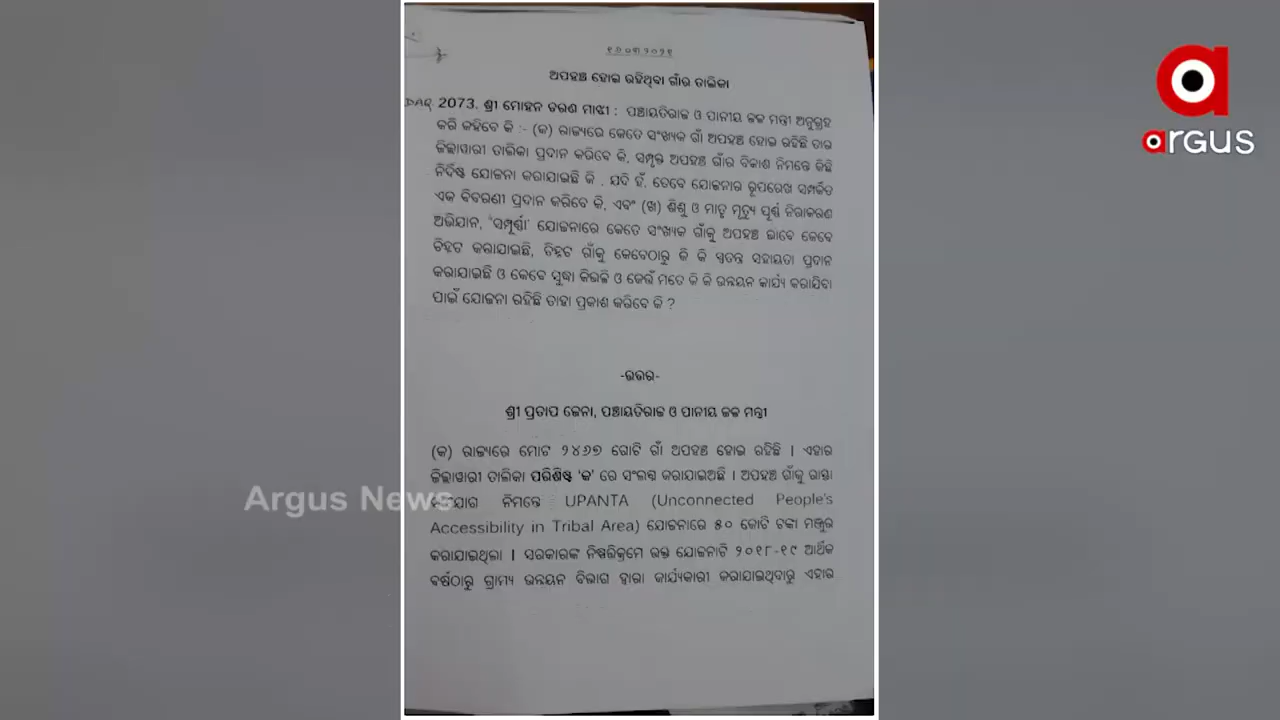 ୧୬୦୩୨୦୨୧
ଅପହଞ୍ଚ ହୋଇ ରହିଥିବା ଗାଁର ତାଲିକା
2073. ଶ୍ରୀ ମୋହନ ଚରଣ ମାଝୀ : ପଞ୍ଚାୟତିରାଜ ଓ ପାନୀୟ ଜଳ ମନ୍ତ୍ରୀ ଅନୁଗ୍ରହ
କରି କହିବେ କି :- (କ) ରାଜ୍ୟରେ କେତେ ସଂଖ୍ୟକ ଗାଁ ଅପହଞ୍ଚ ହୋଇ ରହିଛି ତାର
ଜିଲ୍ଲାୱାରୀ ତାଲିକା ପ୍ରଦାନ କରିବେ କି, ସମ୍ପୃକ୍ତ ଅପହଞ୍ଚ ଗାଁର ବିକାଶ ନିମନ୍ତେ କିଛି
ନିର୍ଦିଷ୍ଟ ଯୋଜନା କରାଯାଇଛି କି , ଯଦି ହଁ, ତେବେ ଯୋଜନାର ରୂପରେଖ ସମ୍ପର୍କିତ
ଏକ ବିବରଣୀ ପ୍ରଦାନ କରିବେ କି, ଏବଂ (ଖ) ଶିଶୁ ଓ ମାତୃ ମୃତ୍ୟୁ ପୂର୍ଣ୍ଣ ନିରାକରଣ
ଅଭିଯାନ, 'ସମ୍ପୂର୍ଣ୍ଣା' ଯୋଜନାରେ କେତେ ସଂଖ୍ୟକ ଗାଁକୁ ଅପହଞ୍ଚ ଭାବେ କେବେ
ଚିହ୍ନଟ କରାଯାଇଛି, ଚିହ୍ନଟ ଗାଁକୁ କେବେଠାରୁ କି କି ସ୍ୱତନ୍ତ୍ର ସହାୟତା ପ୍ରଦାନ
କରାଯାଇଛି ଓ କେବେ ସୁଦ୍ଧା କିଭଳି ଓ କେଉଁ ମତେ କି କି ଉନ୍ନୟନ କାର୍ଯ୍ୟ କରାଯିବା
ପାଇଁ ଯୋଜନା ରହିଛି ତାହା ପ୍ରକାଶ କରିବେ କି ?
-ଉତ୍ତର-
ଶ୍ରୀ ପ୍ରତାପ ଜେନା, ପଞ୍ଚାୟତିରାଜ ଓ ପାନୀୟ ଜଳ ମନ୍ତ୍ରୀ
(କ) ରାଜ୍ୟରେ ମୋଟ ୨୪୬୭ ଗୋଟି ଗାଁ ଅପହଞ୍ଚ ହୋଇ ରହିଛି । ଏହାର
ଜିଲ୍ଲାୱାରୀ ତାଲିକା ପରିଶିଷ୍ଟ 'କ' ରେ ସଂଲଗ୍ନ କରାଯାଇଅଛି । ଅପହଞ୍ଚ ଗାଁକୁ ରାସ୍ତା
ନିମନ୍ତେ UPANTA (Unconnected People's
Accessibility in Tribal Area) ଯୋଜନାରେ ୫୦ କୋଟି ଟଙ୍କା ମଞ୍ଜୁର
କରାଯାଇଥିଲା । ସରକାରଙ୍କ ନିଷ୍ପତ୍ତିକ୍ରମେ ଉକ୍ତ ଯୋଜନାଟି ୨୦୧୮-୧୯ ଆର୍ଥିକ
ବର୍ଷଠାରୁ ଗ୍ରାମ୍ୟ ଉନ୍ନୟନ ବିଭାଗ ଦ୍ୱାରା କାର୍ଯ୍ୟକାରୀ କରାଯାଇଥିବାରୁ ଏହାର
Argus News
argus